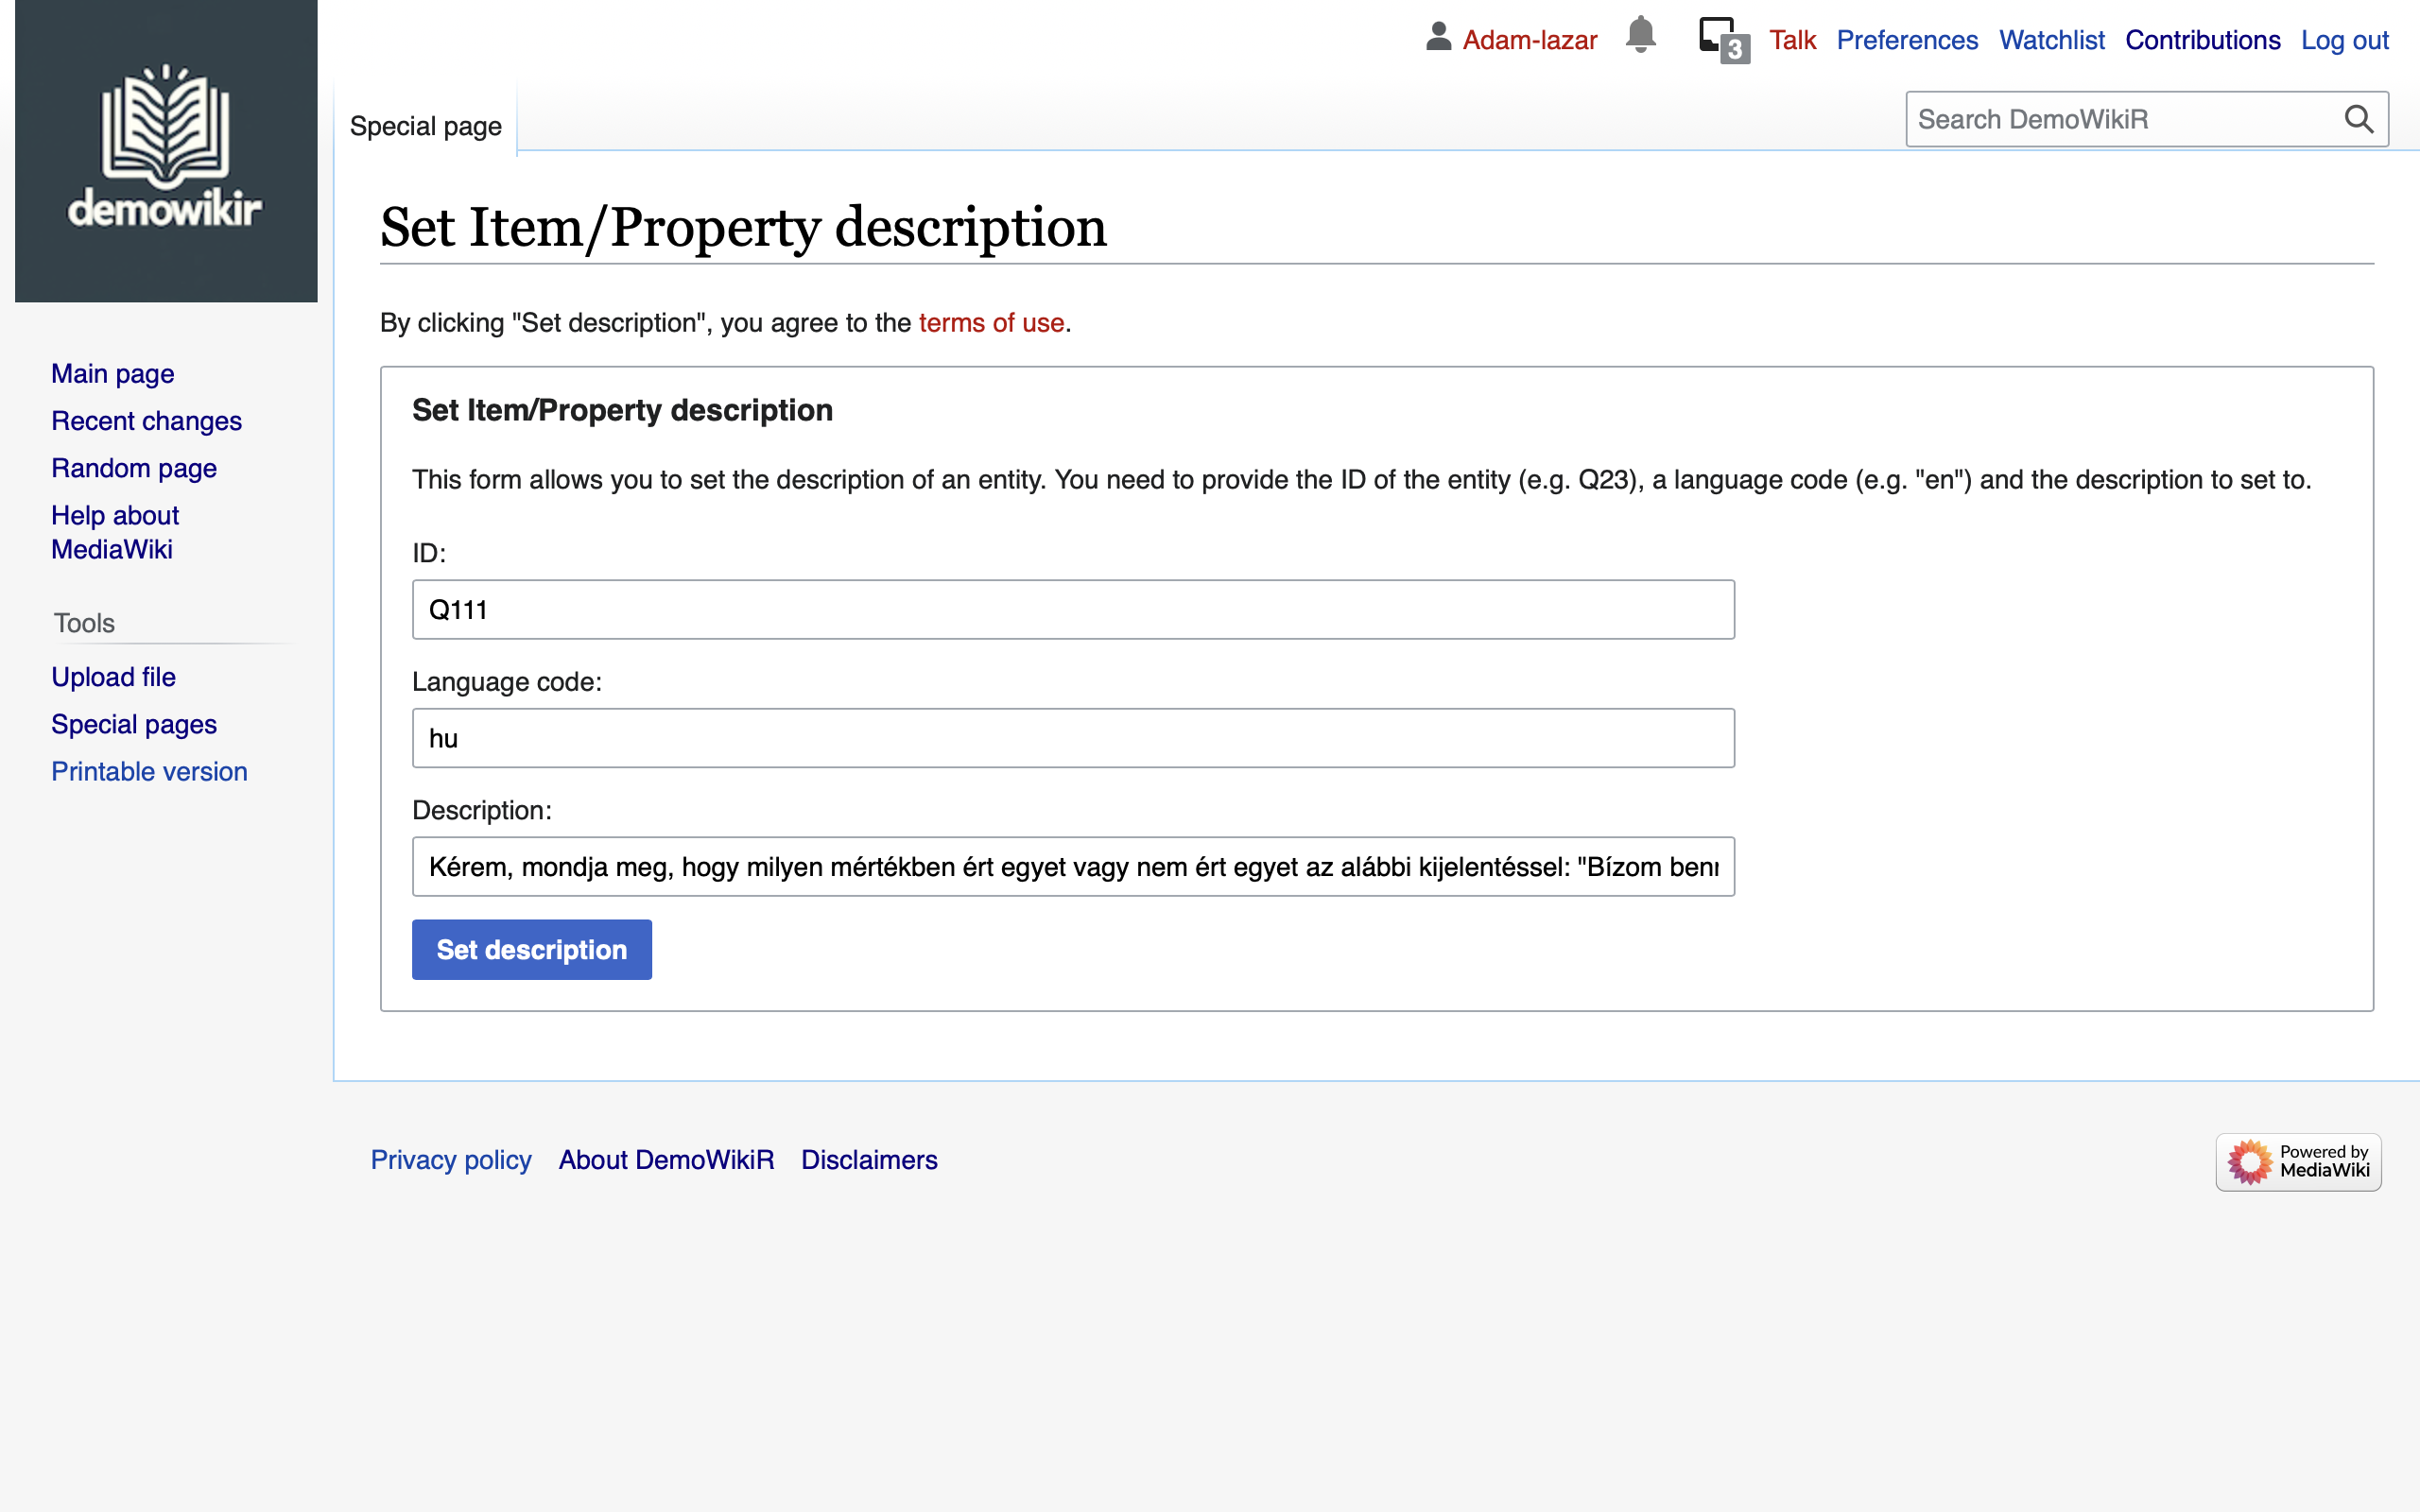 demowikir
Adam-lazar
3
Talk
Preferences
Watchlist
Contributions
Log out
Special page
Search DemoWikiR
Set Item/Property description
By clicking "Set description", you agree to the terms of use.
Main page
Recent changes
Random page
Help about
MediaWiki
Tools
Upload file
Special pages
Printable version
Set Item/Property description
This form allows you to set the description of an entity. You need to provide the ID of the entity (e.g. Q23), a language code (e.g. "en") and the description to set to.
ID:
Q111
Language code:
hu
Description:
Kérem, mondja meg, hogy milyen mértékben ért egyet vagy nem ért egyet az alábbi kijelentéssel: "Bízom
Set description
Privacy policy
About DemoWikiR
Disclaimers
Powered by
MediaWiki